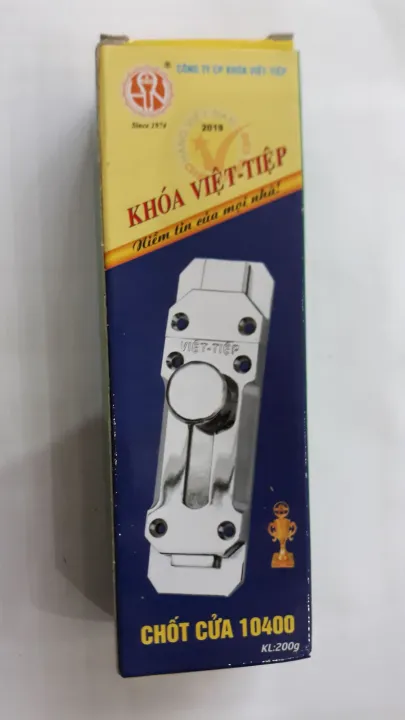 CÔNG TY CP KHÓA VIỆT TIỆP
®
Since 1974
2019
KHÓA VIỆT-TIỆP
Niềm tin của mọi nhà!
VIỆT-TIỆP
CHỐT CỬA 10400
KL:200g